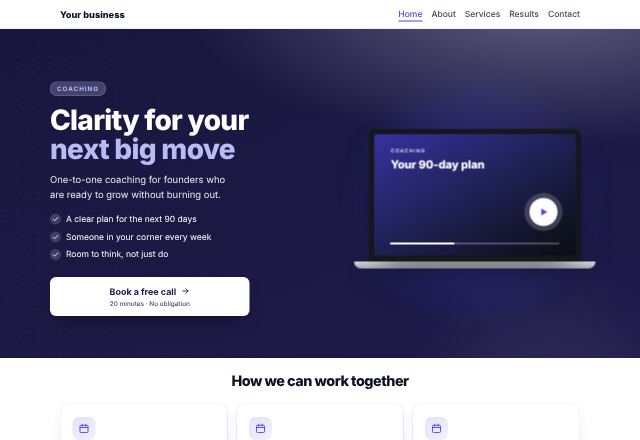 Your business
Home About Services Results Contact
COACHING
Clarity for your
next big move
One-to-one coaching for founders who
are ready to grow without burning out.
A clear plan for the next 90 days
Someone in your corner every week
Room to think, not just do
Book a free call →
20 minutes · No obligation
COACHING
Your 90-day plan
How we can work together